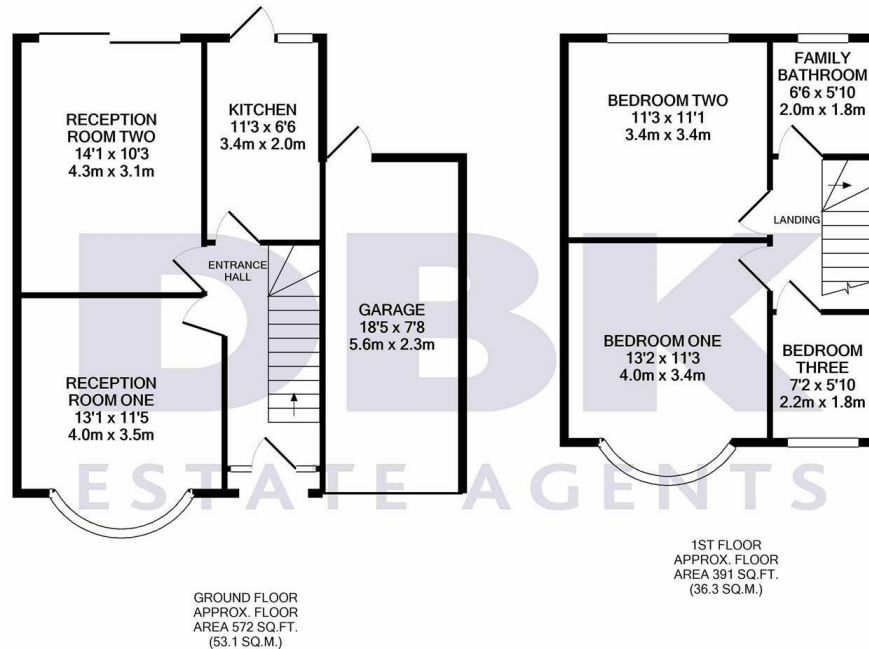 RECEPTION
ROOM TWO
14'1 x 10'3
4.3m x 3.1m
KITCHEN
11'3 x 6'6
3.4m x 2.0m
ENTRANCE
HALL
GARAGE
18'5 x 7'8
5.6m x 2.3m
RECEPTION
ROOM ONE
13'1 x 11'5
4.0m x 3.5m
GROUND FLOOR
APPROX. FLOOR
AREA 572 SQ.FT.
(53.1 SQ.M.)
BEDROOM TWO
11'3 x 11'1
3.4m x 3.4m
FAMILY
BATHROOM
6'6 x 5'10
2.0m x 1.8m
LANDING
BEDROOM ONE
13'2 x 11'3
4.0m x 3.4m
BEDROOM
THREE
7'2 x 5'10
2.2m x 1.8m
1ST FLOOR
APPROX. FLOOR
AREA 391 SQ.FT.
(36.3 SQ.M.)
DBK
ESTATE AGENTS